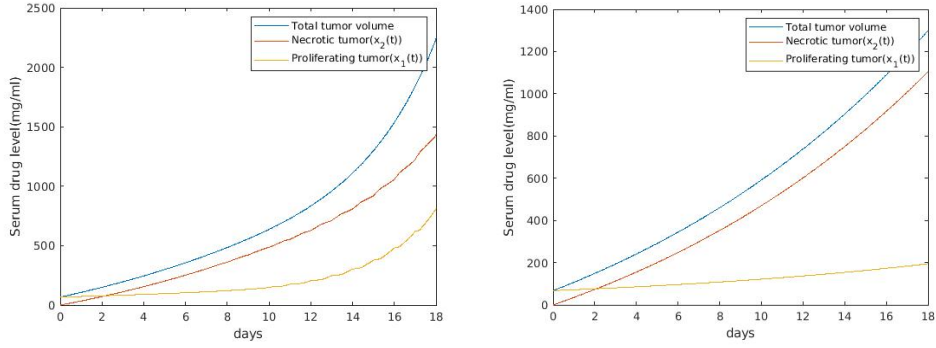 2500
2000
1500
1000
500
0
Serum drug level(mg/ml)
Total tumor volume
Necrotic tumor(x2(t))
Proliferating tumor(x1(t))
0 2 4 6 8 10 12 14 16 18
days
1400
1200
1000
800
600
400
200
0
Serum drug level(mg/ml)
Total tumor volume
Necrotic tumor(x2(t))
Proliferating tumor(x1(t))
0 2 4 6 8 10 12 14 16 18
days